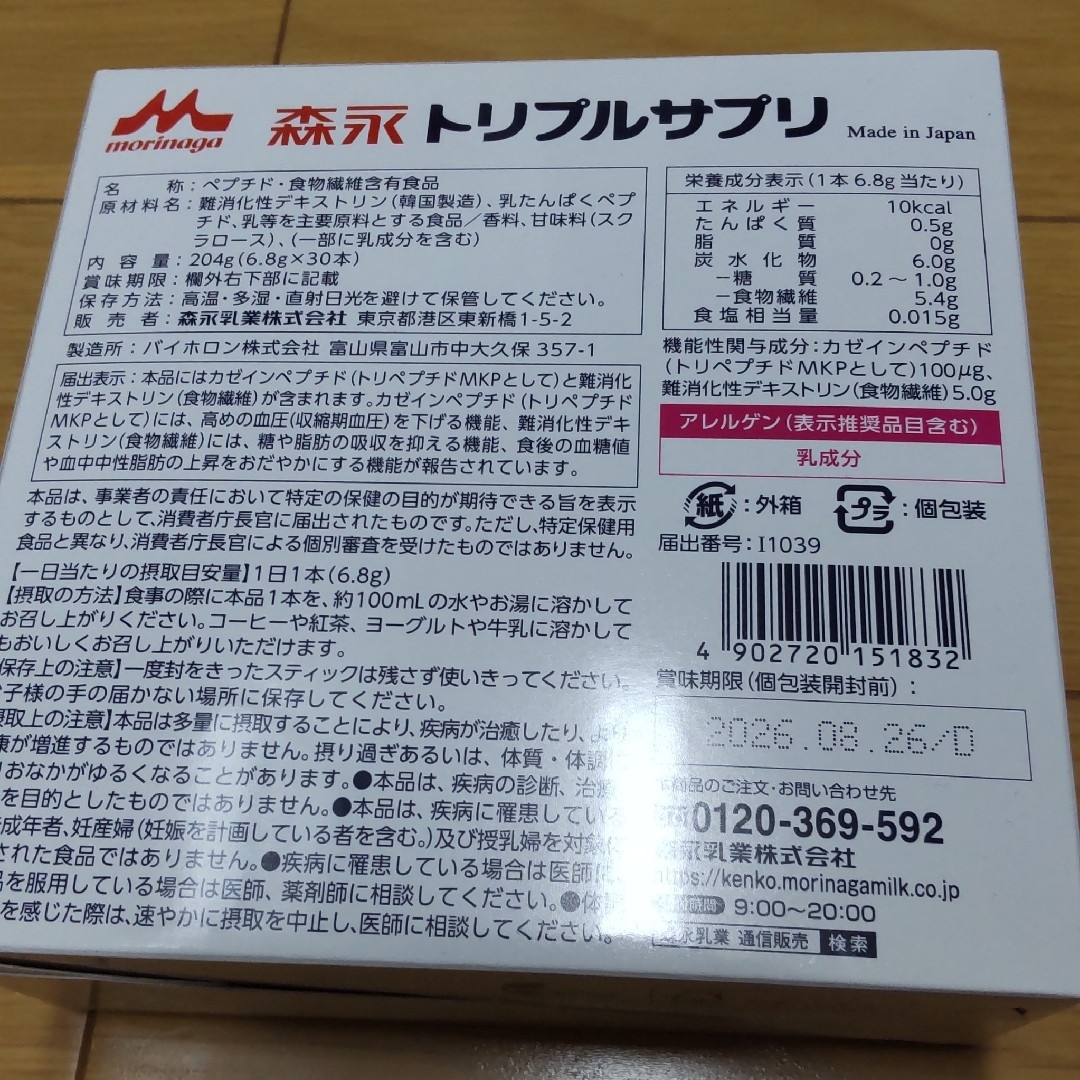 morinaga
森永 トリプルサプリ Made in Japan
名 称:ペプチド・食物繊維含有食品
原材料名:難消化性デキストリン(韓国製造)、乳たんぱくペプ
チド、乳等を主要原料とする食品/香料、甘味料(スク
ラロース)、(一部に乳成分を含む)
内 容 量:204g(6.8g×30本)
賞味期限:欄外右下部に記載
保存方法:高温・多湿・直射日光を避けて保管してください。
販 売 者:森永乳業株式会社 東京都港区東新橋1-5-2
製造所:バイホロン株式会社 富山県富山市中大久保 357-1
届出表示:本品にはカゼインペプチド(トリペプチドMKPとして)と難消化
性デキストリン(食物繊維)が含まれます。カゼインペプチド(トリペプチド
MKPとして)には、高めの血圧(収縮期血圧)を下げる機能、難消化性デキ
ストリン(食物繊維)には、糖や脂肪の吸収を抑える機能、食後の血糖値
や血中中性脂肪の上昇をおだやかにする機能が報告されています。
本品は、事業者の責任において特定の保健の目的が期待できる旨を表示
するものとして、消費者庁長官に届出されたものです。ただし、特定保健用
食品と異なり、消費者庁長官による個別審査を受けたものではありません。
【一日当たりの摂取目安量】1日1本(6.8g)
【摂取の方法】食事の際に本品1本を、約100mLの水やお湯に溶かして
お召し上がりください。コーヒーや紅茶、ヨーグルトや牛乳に溶かして
もおいしくお召し上がりいただけます。
保存上の注意】一度封をきったスティックは残さず使いきってください。
子様の手の届かない場所に保存してください。
摂取上の注意】本品は多量に摂取することにより、疾病が治癒したり、より
康が増進するものではありません。摂り過ぎあるいは、体質・体調
おなかがゆるくなることがあります。●本品は、疾病の診断、治
を目的としたものではありません。●本品は、疾病に罹患している
成年者、妊産婦(妊娠を計画している者を含む。)及び授乳婦を対象
された食品ではありません。●疾病に罹患している場合は医師
を服用している場合は医師、薬剤師に相談してください。●体
を感じた際は、速やかに摂取を中止し、医師に相談してください。
栄養成分表示(1本6.8g当たり)
エネルギー 10kcal
たんぱく質 0.5g
脂 質 0g
炭水化物 6.0g
−糖 質 0.2~1.0g
−食物繊維 5.4g
食塩相当量 0.015g
機能性関与成分:カゼインペプチド
(トリペプチドMKPとして)100μg、
難消化性デキストリン(食物繊維)5.0g
アレルゲン(表示推奨品目含む)
乳成分
紙:外箱 プラ:個包装
届出番号:I1039
4 902720 151832
賞味期限(個包装開封前):
2026.08.26/D
商品のご注文・お問い合わせ先
0120-369-592
森永乳業株式会社
https://kenko.morinagamilk.co.jp
時間 9:00~20:00
森永乳業 通信販売 検索